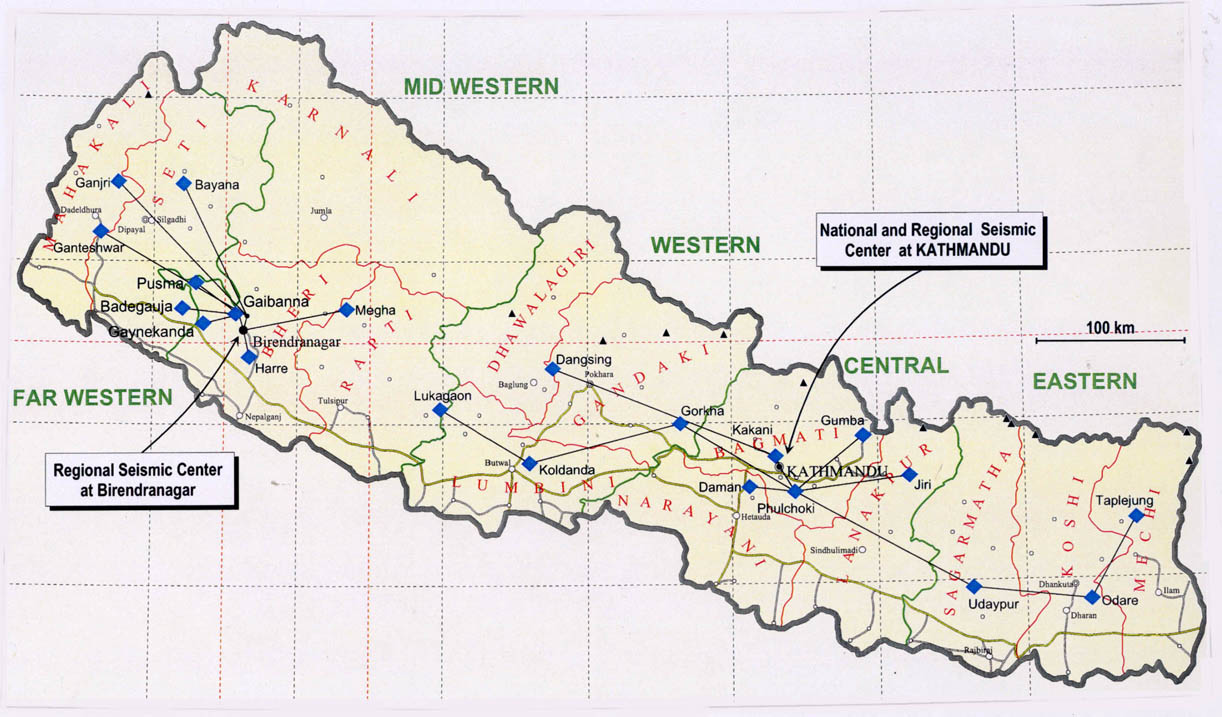 MID WESTERN
WESTERN
CENTRAL
EASTERN
FAR WESTERN
National and Regional Seismic
Center at KATHMANDU
Regional Seismic Center
at Birendranagar
100 km
MAHAKALI
SETI
KARNALI
BHERI
RAPTI
DHAWALAGIRI
GANDAKI
LUMBINI
BAGMATI
NARAYANI
JANAKPUR
SAGARMATHA
KOSHI
MECHI
Ganjri
Bayana
Dadeldhura
Silgadhi
Dipayal
Jumla
Ganteshwar
Pusma
Gaibanna
Badegauja
Megha
Gaynekanda
Birendranagar
Harre
Nepalganj
Tulsipur
Dangsing
Pokhara
Baglung
Lukagaon
Gorkha
Kakani
Gumba
Butwal
Koldanda
KATHMANDU
Daman
Phulchoki
Jiri
Hetauda
Taplejung
Sindhulimadi
Udaypur
Dhankuta
Odare
Ilam
Dharan
Rajbiraj